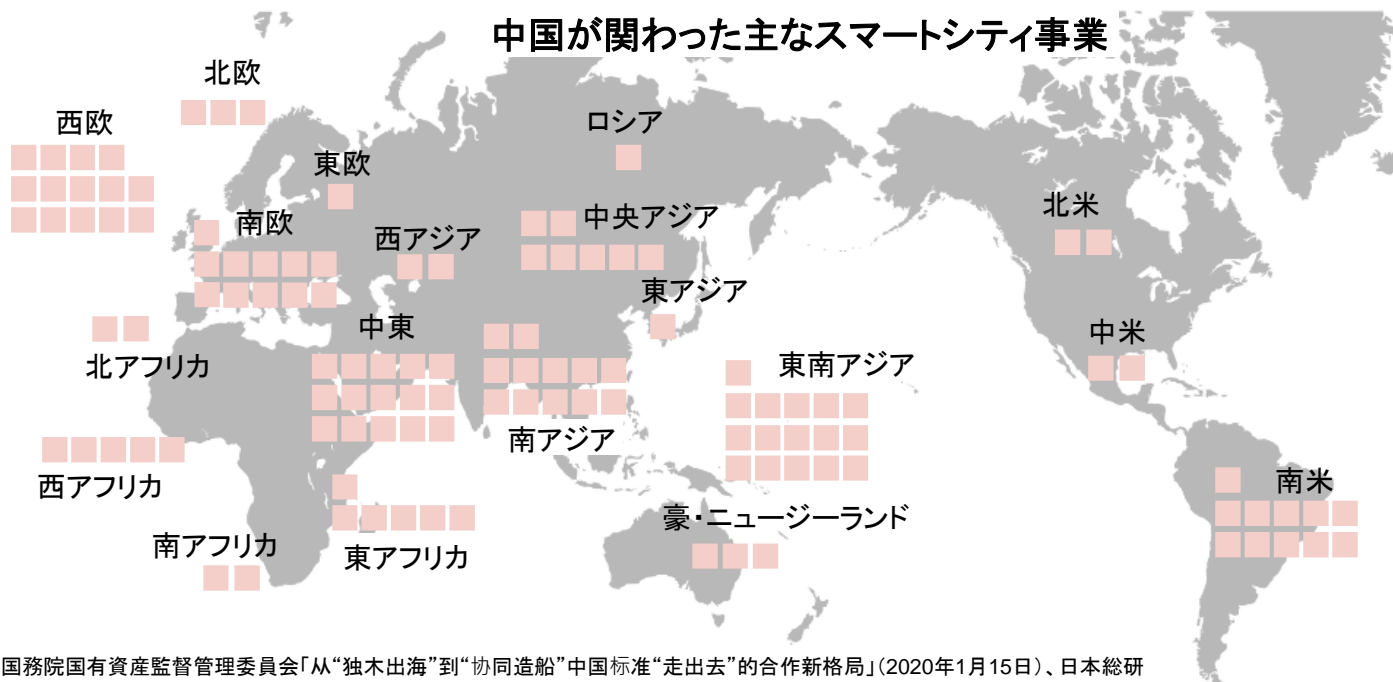 中国が関わった主なスマートシティ事業
北欧
西欧
ロシア
東欧
南欧
中央アジア
西アジア
北米
東アジア
中東
中米
東南アジア
北アフリカ
南アジア
西アフリカ
南米
豪・ニュージーランド
南アフリカ
東アフリカ
国務院国有資産監督管理委員会「从“独木出海”到“协同造船”中国标准“走出去”的合作新格局」（2020年1月15日）、日本総研